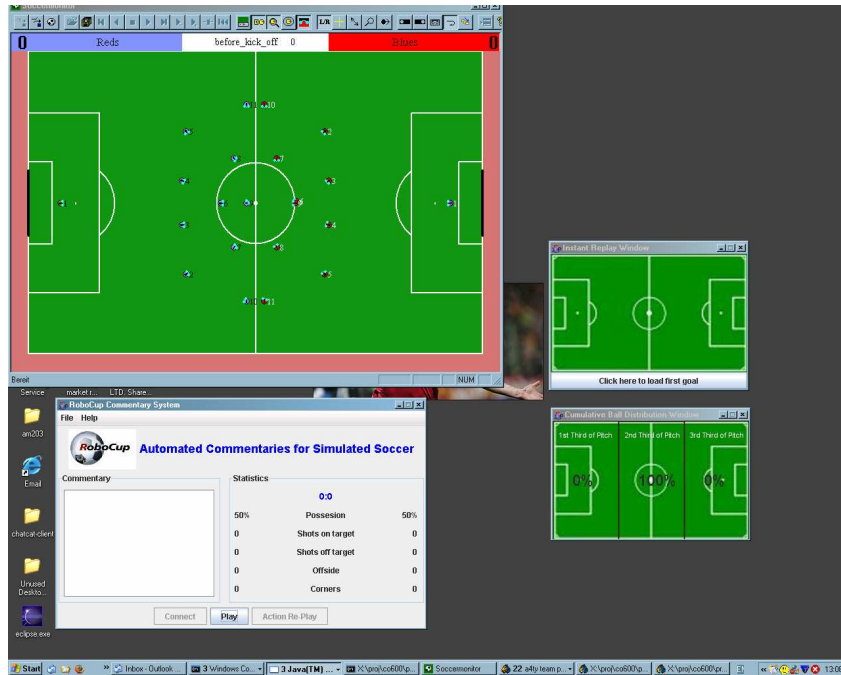 Soccermonitor
L/R
0 Reds before_kick_off 0 Blues 0
10
2
7
3
4
8
5
10 11
Bereit NUM
Service market r... LTD. Share...
am203
Email
chatcat-client
Unused
Deskto...
eclipse.exe
RoboCup Commentary System
File Help
RoboCup Automated Commentaries for Simulated Soccer
Commentary Statistics
0:0
50% Possesion 50%
0 Shots on target 0
0 Shots off target 0
0 Offside 0
0 Corners 0
Connect Play Action Re-Play
Instant Replay Window
Click here to load first goal
Cumulative Ball Distribution Window
1st Third of Pitch 2nd Third of Pitch 3rd Third of Pitch
0% 100% 0%
Start » Inbox - Outlook ... 3 Windows Co... 3 Java(TM) ... X:\proj\co600\p... Soccermonitor 22 a4ty team p... X:\proj\co600\p... X:\proj\co600\pr... « 13:08